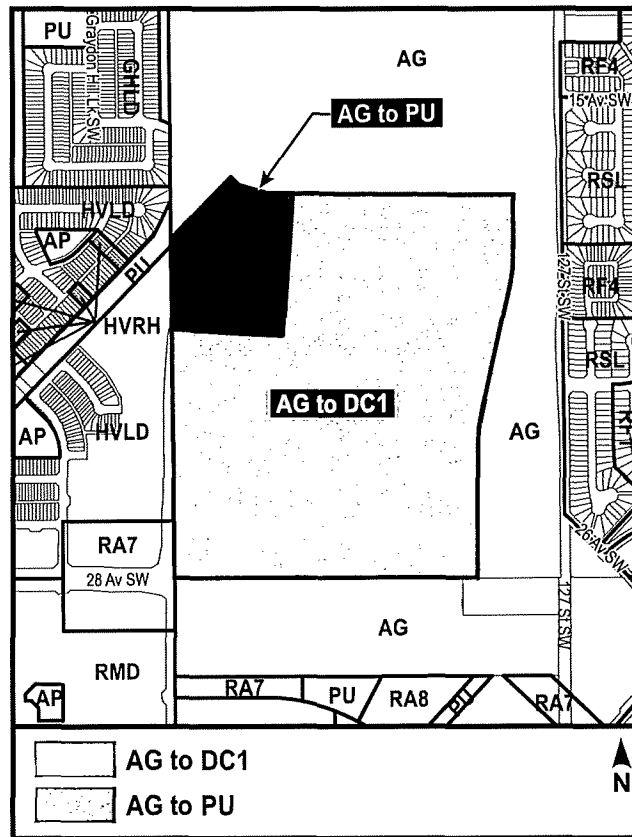 PU
Graydon Hill Lk SW
GHLD
AG
RF4
15 Av SW
AG to PU
RSL
HVLD
AP
PU
127 St SW
RF4
HVRH
RSL
AG to DC1
AP
HVLD
AG
RA7
28 Av SW
26 Av SW
AG
127 St SW
RMD
AP
RA7
PU
RA8
PU
RA7
AG to DC1
AG to PU
N